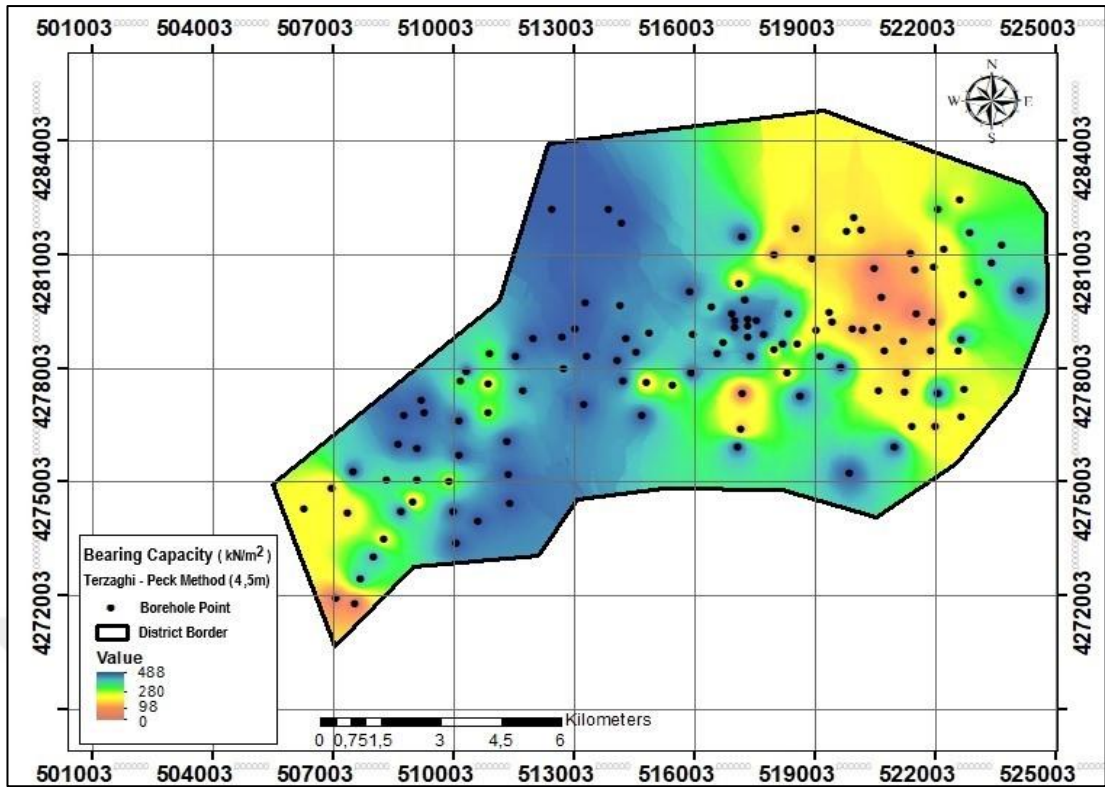 501003 504003 507003 510003 513003 516003 519003 522003 525003
N
W E
S
4284003 4284003
4281003 4281003
4278003 4278003
4275003 4275003
4272003 4272003
Bearing Capacity ( kN/m²)
Terzaghi - Peck Method (4,5m)
Borehole Point
District Border
Value
488
280
98
0
Kilometers
0 0,751,5 3 4,5 6
501003 504003 507003 510003 513003 516003 519003 522003 525003